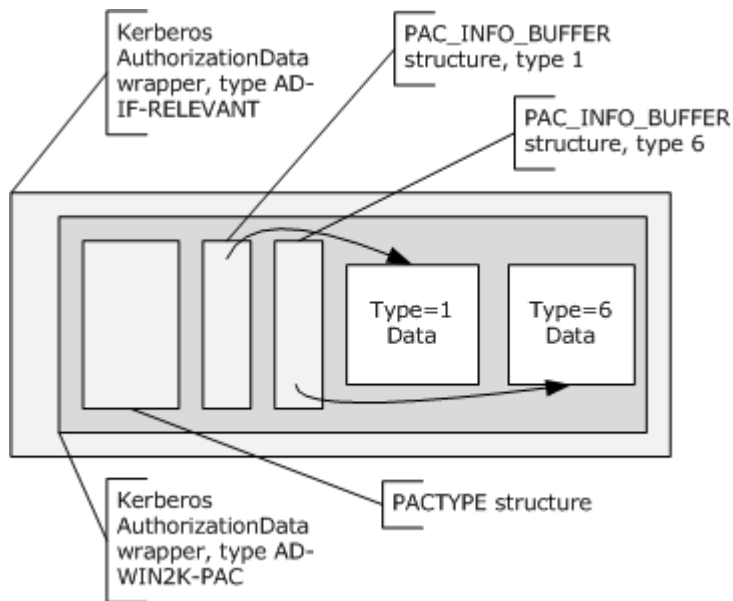 Kerberos
AuthorizationData
wrapper, type AD-
IF-RELEVANT
PAC_INFO_BUFFER
structure, type 1
PAC_INFO_BUFFER
structure, type 6
Type=1
Data
Type=6
Data
Kerberos
AuthorizationData
wrapper, type AD-
WIN2K-PAC
PACTYPE structure